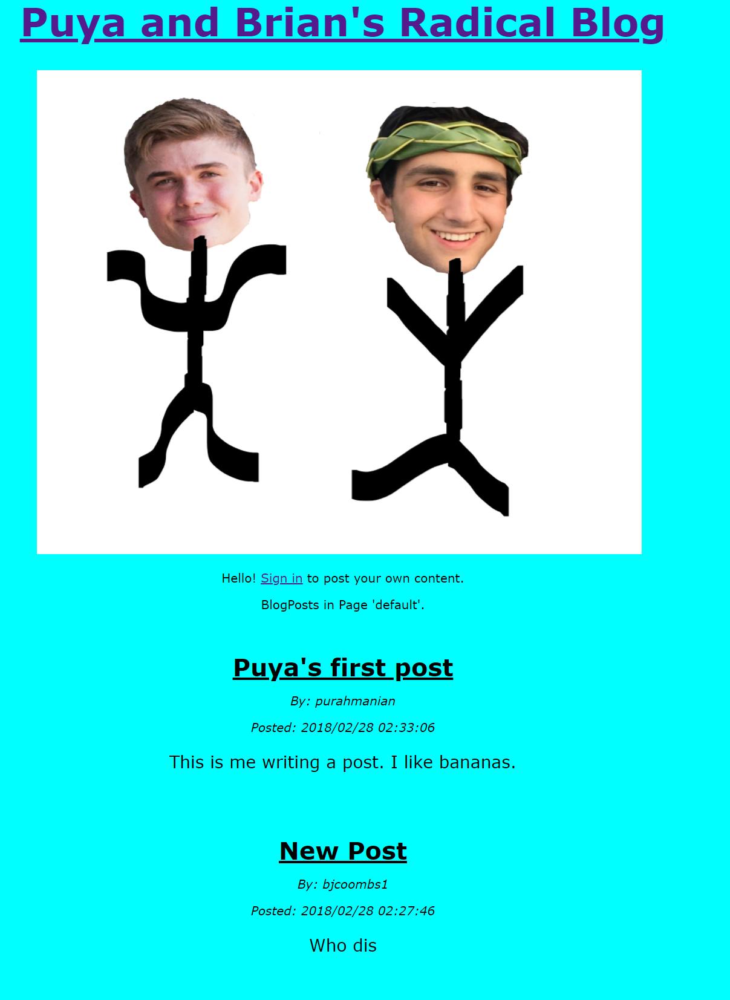 Puya and Brian's Radical Blog
Hello! Sign in to post your own content.
BlogPosts in Page 'default'.
Puya's first post
By: purahmanian
Posted: 2018/02/28 02:33:06
This is me writing a post. I like bananas.
New Post
By: bjcoombs1
Posted: 2018/02/28 02:27:46
Who dis